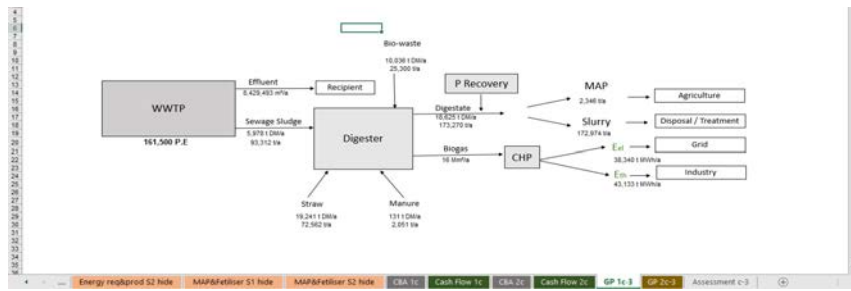 Bio-waste
10,036 t DM/a
25,300 t/a
Effluent
8,429,493 m³/a
Recipient
P Recovery
MAP
2,346 t/a
Agriculture
WWTP
161,500 P.E
Sewage Sludge
5,978 t DM/a
93,312 t/a
Digester
Digestate
18,625 t DM/a
173,270 t/a
Slurry
172,974 t/a
Disposal / Treatment
Biogas
16 Mm³/a
CHP
Eel
38,340 t MWh/a
Grid
Eth
43,133 t MWh/a
Industry
Straw
19,241 t DM/a
72,562 t/a
Manure
131 t DM/a
2,051 t/a
... Energy req&prod S2 hide MAP&Fetiliser S1 hide MAP&Fetiliser S2 hide CBA 1c Cash Flow 1c CBA 2c Cash Flow 2c GP 1c-3 GP 2c-3 Assessment c-3